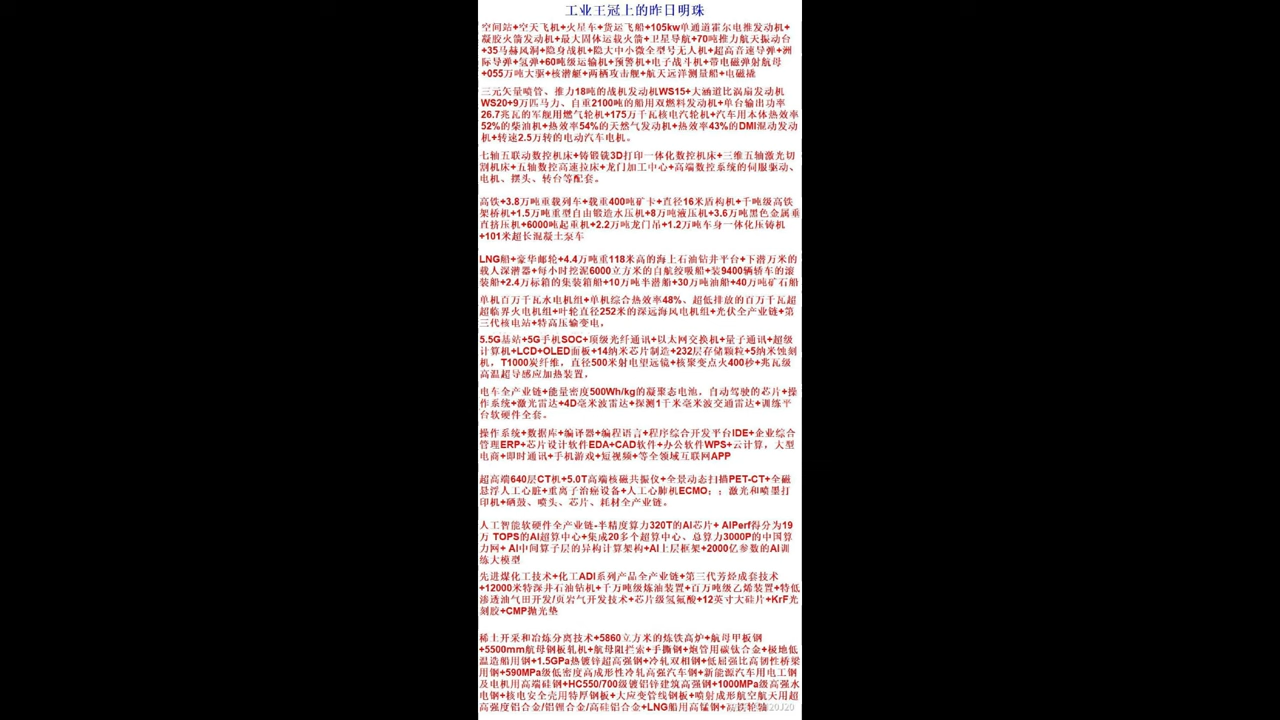 工业王冠上的昨日明珠
空间站+空天飞机+火星车+货运飞船+105kw单通道霍尔电推发动机+
凝胶火箭发动机+最大固体运载火箭+卫星导航+70吨推力航天振动台
+35马赫风洞+隐身战机+隐大中小微全型号无人机+超高音速导弹+洲
际导弹+氢弹+60吨级运输机+预警机+电子战斗机+带电磁弹射航母
+055万吨大驱+核潜艇+两栖攻击舰+航天远洋测量船+电磁撬
三元矢量喷管、推力18吨的战机发动机WS15+大涵道比涡扇发动机
WS20+9万匹马力、自重2100吨的船用双燃料发动机+单台输出功率
26.7兆瓦的军舰用燃气轮机+175万千瓦核电汽轮机+汽车用本体热效率
52%的柴油机+热效率54%的天然气发动机+热效率43%的DMI混动发动
机+转速2.5万转的电动汽车电机。
七轴五联动数控机床+铸锻铣3D打印一体化数控机床+三维五轴激光切
割机床+五轴数控高速拉床+龙门加工中心+高端数控系统的伺服驱动、
电机、摆头、转台等配套。
高铁+3.8万吨重载列车+载重400吨矿卡+直径16米盾构机+千吨级高铁
架桥机+1.5万吨重型自由锻造水压机+8万吨液压机+3.6万吨黑色金属垂
直挤压机+6000吨起重机+2.2万吨龙门吊+1.2万吨车身一体化压铸机
+101米超长混凝土泵车
LNG船+豪华邮轮+4.4万吨重118米高的海上石油钻井平台+下潜万米的
载人深潜器+每小时挖泥6000立方米的自航绞吸船+装9400辆轿车的滚
装船+2.4万标箱的集装箱船+10万吨半潜船+30万吨油船+40万吨矿石船
单机百万千瓦水电机组+单机综合热效率48%、超低排放的百万千瓦超
超临界火电机组+叶轮直径252米的深远海风电机组+光伏全产业链+第
三代核电站+特高压输变电，
5.5G基站+5G手机SOC+顶级光纤通讯+以太网交换机+量子通讯+超级
计算机+LCD+OLED面板+14纳米芯片制造+232层存储颗粒+5纳米蚀刻
机，T1000炭纤维，直径500米射电望远镜+核聚变点火400秒+兆瓦级
高温超导感应加热装置，
电车全产业链+能量密度500Wh/kg的凝聚态电池，自动驾驶的芯片+操
作系统+激光雷达+4D毫米波雷达+探测1千米毫米波交通雷达+训练平
台软硬件全套。
操作系统+数据库+编译器+编程语言+程序综合开发平台IDE+企业综合
管理ERP+芯片设计软件EDA+CAD软件+办公软件WPS+云计算，大型
电商+即时通讯+手机游戏+短视频+等全领域互联网APP
超高端640层CT机+5.0T高端核磁共振仪+全景动态扫描PET-CT+全磁
悬浮人工心脏+重离子治癌设备+人工心肺机ECMO；；激光和喷墨打
印机+硒鼓、喷头、芯片、耗材全产业链。
人工智能软硬件全产业链-半精度算力320T的AI芯片+ AIPerf得分为19
万 TOPS的AI超算中心+集成20多个超算中心、总算力3000P的中国算
力网+ AI中间算子层的异构计算架构+AI上层框架+2000亿参数的AI训
练大模型
先进煤化工技术+化工ADI系列产品全产业链+第三代芳烃成套技术
+12000米特深井石油钻机+千万吨级炼油装置+百万吨级乙烯装置+特低
渗透油气田开发/页岩气开发技术+芯片级氢氟酸+12英寸大硅片+KrF光
刻胶+CMP抛光垫
稀土开采和冶炼分离技术+5860立方米的炼铁高炉+航母甲板钢
+5500mm航母钢板轧机+航母阻拦索+手撕钢+炮管用碳钛合金+极地低
温造船用钢+1.5GPa热镀锌超高强钢+冷轧双相钢+低屈强比高韧性桥梁
用钢+590MPa级低密度高成形性冷轧高强汽车钢+新能源汽车用电工钢
及电机用高端硅钢+HC550/700级镀铝锌建筑高强钢+1000MPa级高强水
电钢+核电安全壳用特厚钢板+大应变管线钢板+喷射成形航空航天用超
高强度铝合金/铝锂合金/高硅铝合金+LNG船用高锰钢+高铁轮轴